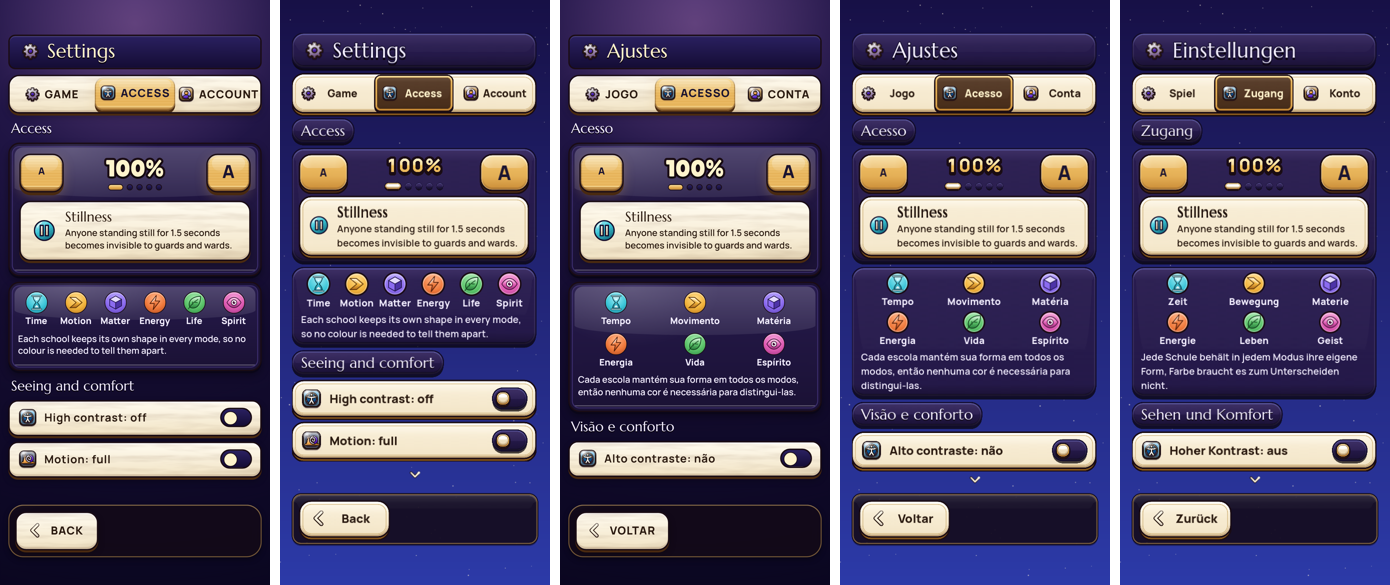 Settings
GAME
ACCESS
ACCOUNT
Access
A
100%
A
Stillness
Anyone standing still for 1.5 seconds
becomes invisible to guards and wards.
Time
Motion
Matter
Energy
Life
Spirit
Each school keeps its own shape in every mode, so no
colour is needed to tell them apart.
Seeing and comfort
High contrast: off
Motion: full
BACK
Settings
Game
Access
Account
Access
A
100%
A
Stillness
Anyone standing still for 1.5 seconds
becomes invisible to guards and wards.
Time
Motion
Matter
Energy
Life
Spirit
Each school keeps its own shape in every mode,
so no colour is needed to tell them apart.
Seeing and comfort
High contrast: off
Motion: full
Back
Ajustes
JOGO
ACESSO
CONTA
Acesso
A
100%
A
Stillness
Anyone standing still for 1.5 seconds
becomes invisible to guards and wards.
Tempo
Movimento
Matéria
Energia
Vida
Espírito
Cada escola mantém sua forma em todos os modos,
então nenhuma cor é necessária para distingui-las.
Visão e conforto
Alto contraste: não
VOLTAR
Ajustes
Jogo
Acesso
Conta
Acesso
A
100%
A
Stillness
Anyone standing still for 1.5 seconds
becomes invisible to guards and wards.
Tempo
Movimento
Matéria
Energia
Vida
Espírito
Cada escola mantém sua forma em todos os
modos, então nenhuma cor é necessária para
distingui-las.
Visão e conforto
Alto contraste: não
Voltar
Einstellungen
Spiel
Zugang
Konto
Zugang
A
100%
A
Stillness
Anyone standing still for 1.5 seconds
becomes invisible to guards and wards.
Zeit
Bewegung
Materie
Energie
Leben
Geist
Jede Schule behält in jedem Modus ihre eigene
Form, Farbe braucht es zum Unterscheiden
nicht.
Sehen und Komfort
Hoher Kontrast: aus
Zurück